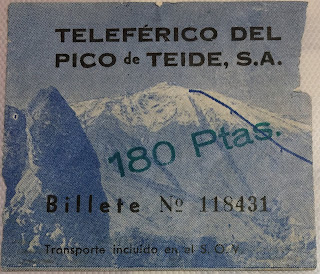 TELEFÉRICO DEL
PICO de TEIDE, S.A.
180 Ptas.
Billete Nº 118431
Transporte incluido en el S. O. V.